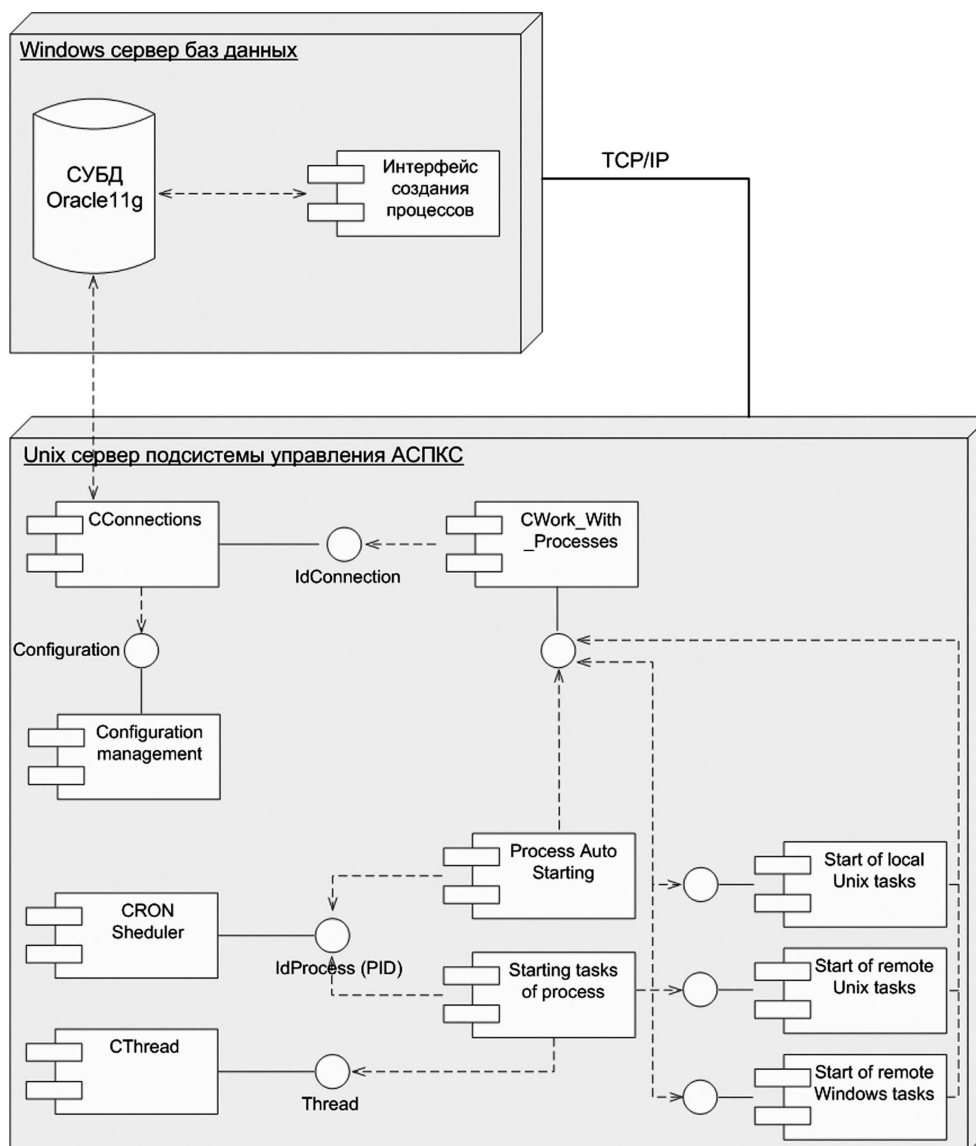 Windows сервер баз данных
СУБД
Oracle11g
Интерфейс
создания
процессов
TCP/IP
Unix сервер подсистемы управления АСПКС
CConnections
IdConnection
CWork_With
_Processes
Configuration
Configuration
management
Process Auto
Starting
Start of local
Unix tasks
CRON
Sheduler
IdProcess (PID)
Starting tasks
of process
Start of remote
Unix tasks
CThread
Thread
Start of remote
Windows tasks